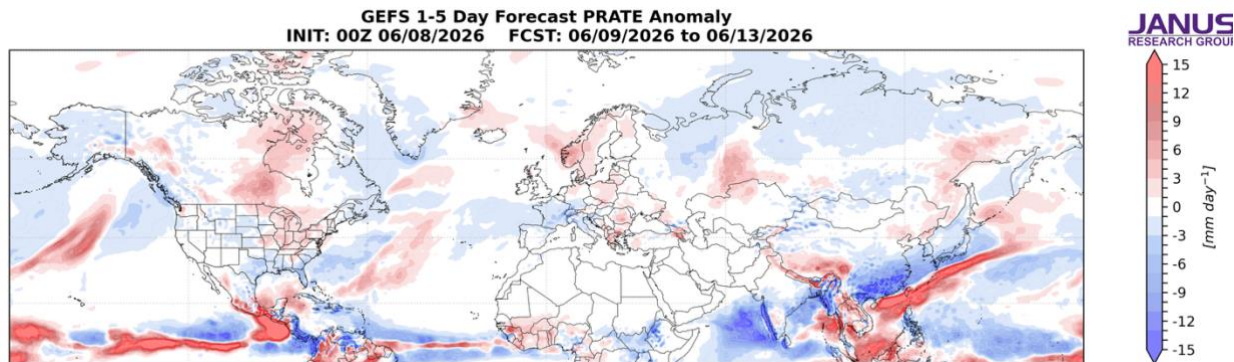 GEFS 1-5 Day Forecast PRATE Anomaly
INIT: 00Z 06/08/2026 FCST: 06/09/2026 to 06/13/2026
JANUS
RESEARCH GROUP
15
12
9
6
3
0
-3
-6
-9
-12
-15
[mm day⁻¹]